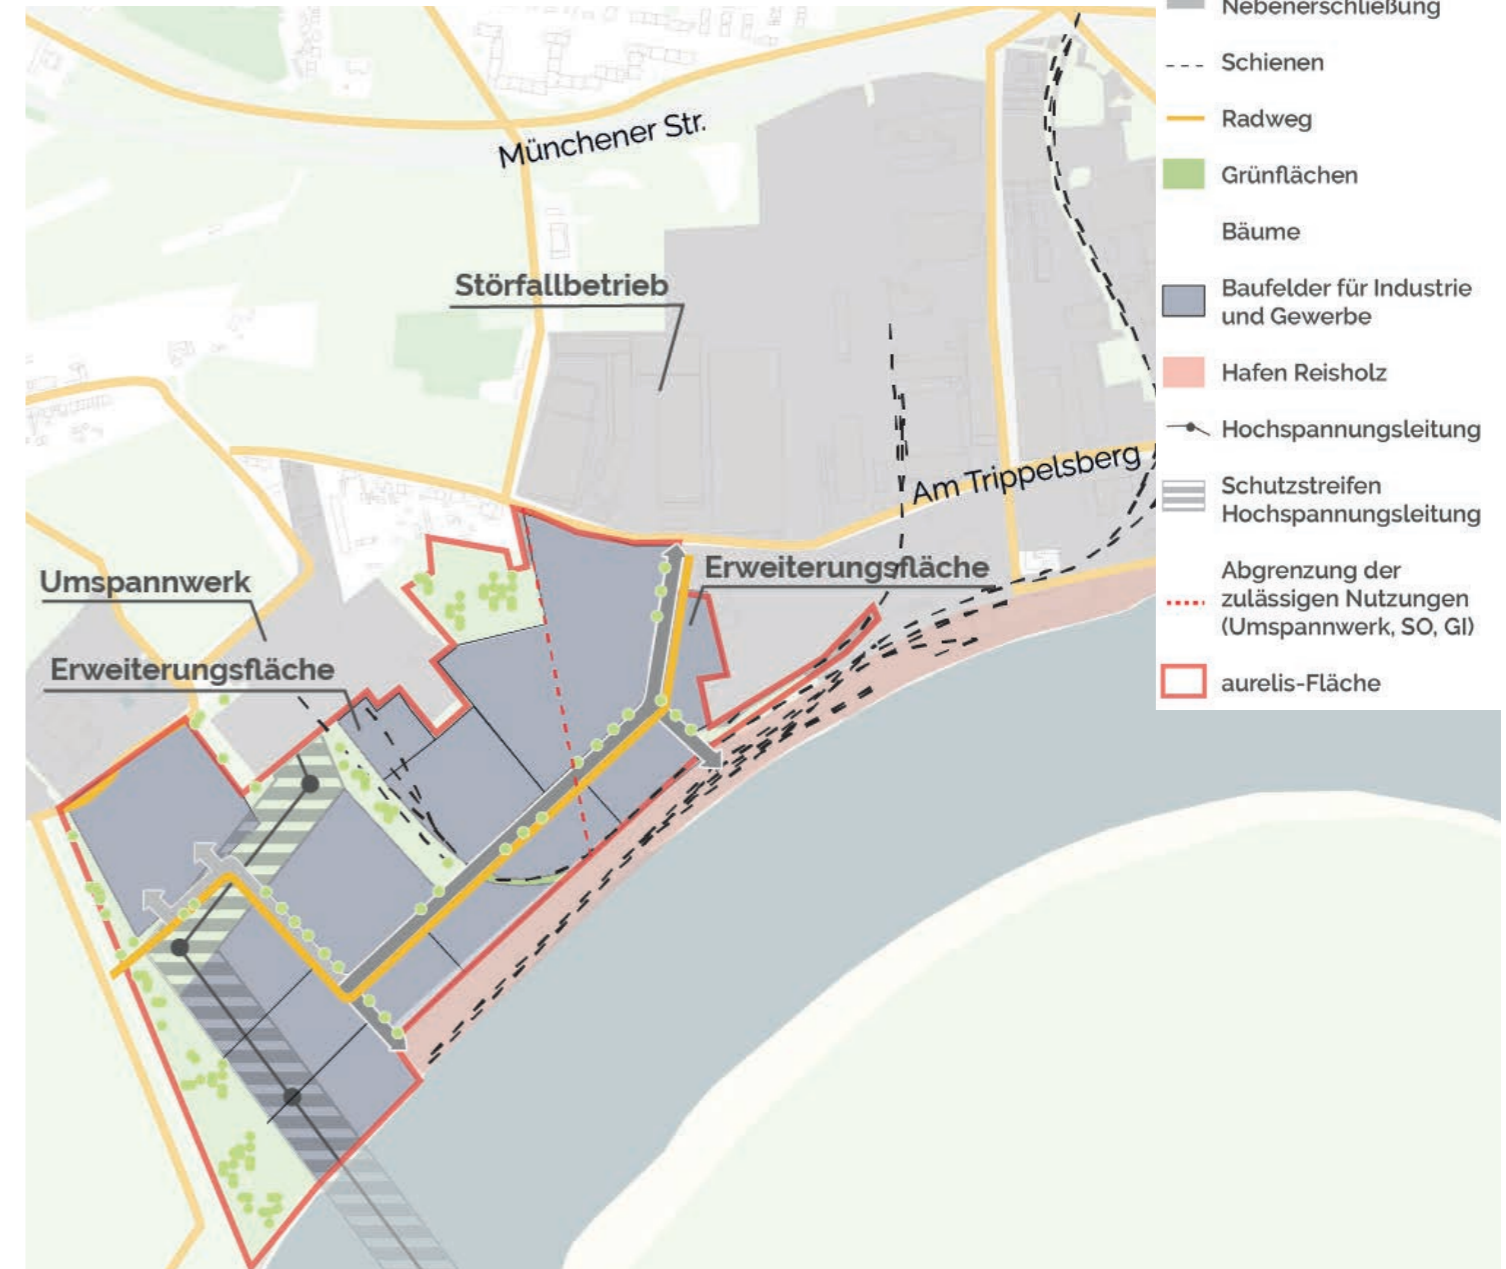 Münchener Str.
Störfallbetrieb
Am Trippelsberg
Erweiterungsfläche
Umspannwerk
Erweiterungsfläche
Nebenerschließung
Schienen
Radweg
Grünflächen
Bäume
Baufelder für Industrie
und Gewerbe
Hafen Reisholz
Hochspannungsleitung
Schutzstreifen
Hochspannungsleitung
Abgrenzung der
zulässigen Nutzungen
(Umspannwerk, SO, GI)
aurelis-Fläche